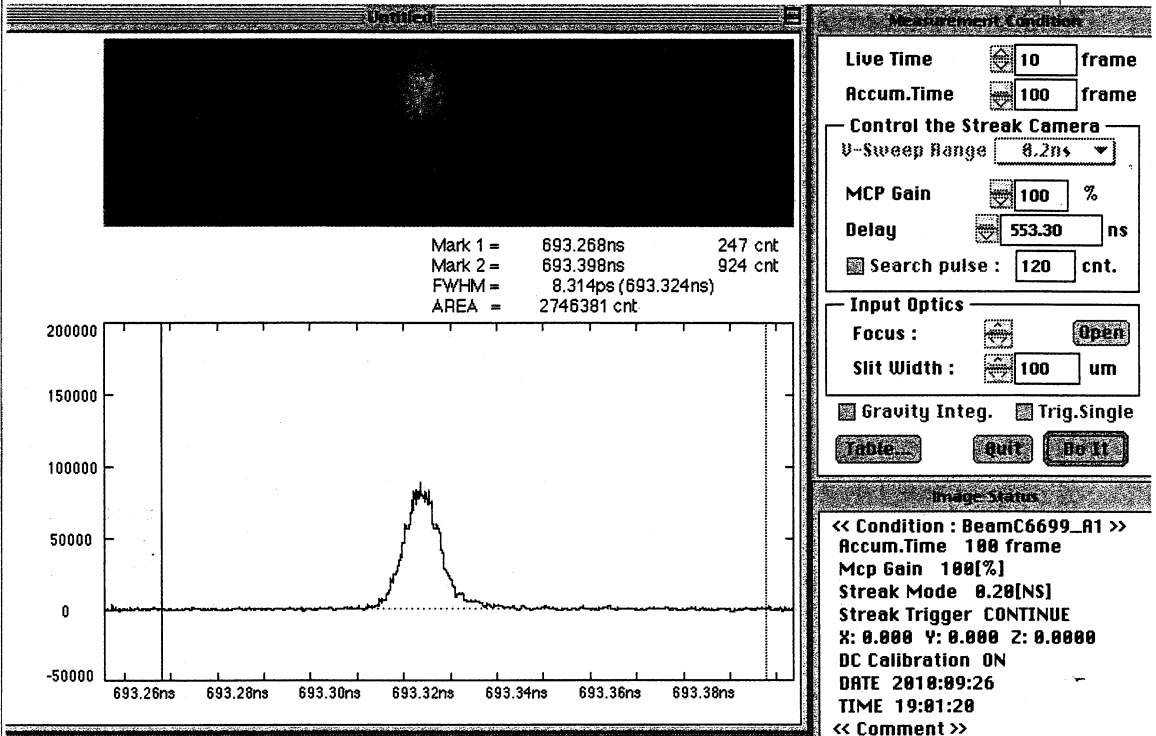 Untitled
Mark 1 = 693.268ns 247 cnt
Mark 2 = 693.398ns 924 cnt
FWHM = 8.314ps (693.324ns)
AREA = 2746381 cnt
200000
150000
100000
50000
0
-50000
693.26ns 693.28ns 693.30ns 693.32ns 693.34ns 693.36ns 693.38ns
Measurement Condition
Live Time 10 frame
Accum.Time 100 frame
Control the Streak Camera
V-Sweep Range 0.2ns
MCP Gain 100 %
Delay 553.30 ns
Search pulse : 120 cnt.
Input Optics
Focus : Open
Slit Width : 100 um
Gravity Integ. Trig.Single
Table... Quit Do It
Image Status
<< Condition : BeamC6699_A1 >>
Accum.Time 100 frame
Mcp Gain 100[%]
Streak Mode 0.20[NS]
Streak Trigger CONTINUE
X: 0.000 Y: 0.000 Z: 0.0000
DC Calibration ON
DATE 2010:09:26
TIME 19:01:20
<< Comment >>